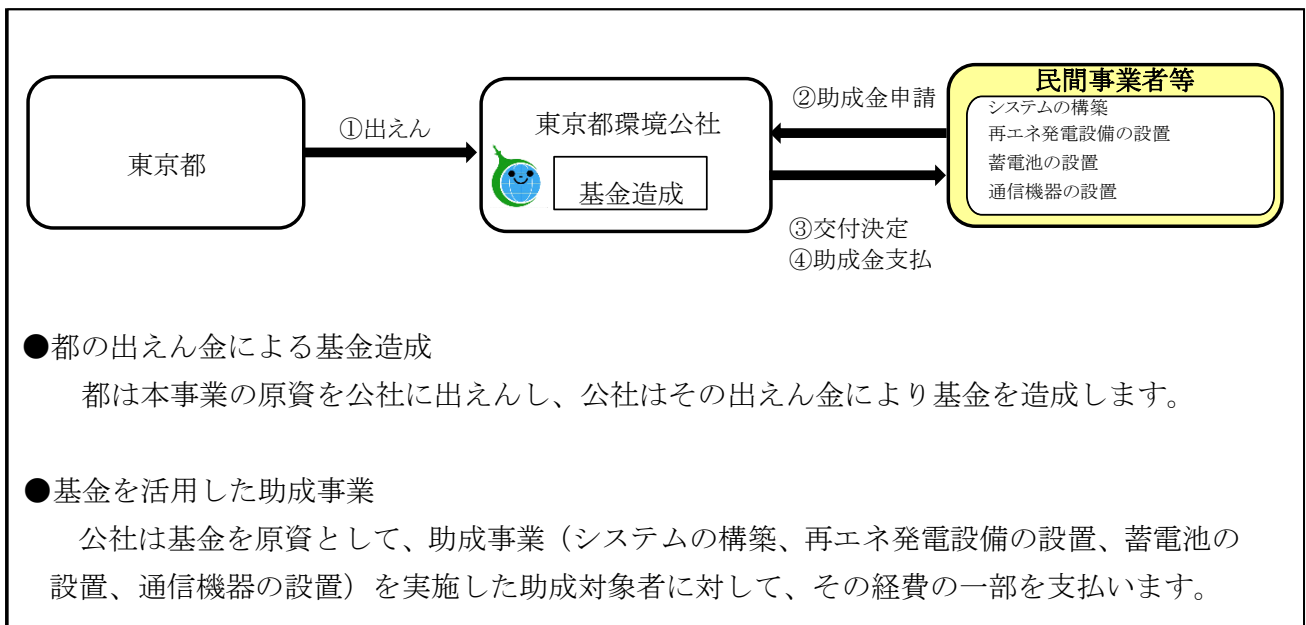 東京都
①出えん
東京都環境公社
基金造成
②助成金申請
③交付決定
④助成金支払
民間事業者等
システムの構築
再エネ発電設備の設置
蓄電池の設置
通信機器の設置
●都の出えん金による基金造成
都は本事業の原資を公社に出えんし、公社はその出えん金により基金を造成します。
●基金を活用した助成事業
公社は基金を原資として、助成事業（システムの構築、再エネ発電設備の設置、蓄電池の
設置、通信機器の設置）を実施した助成対象者に対して、その経費の一部を支払います。